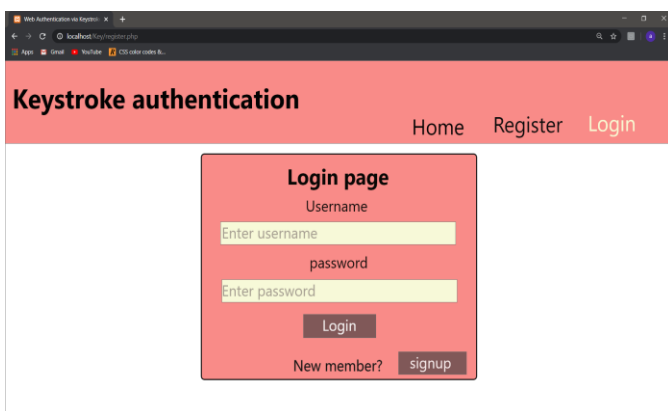 Web Authentication via Keystrok
localhost/Key/register.php
Apps Gmail YouTube CSS color codes &...
Keystroke authentication
Home Register Login
Login page
Username
Enter username
password
Enter password
Login
New member? signup